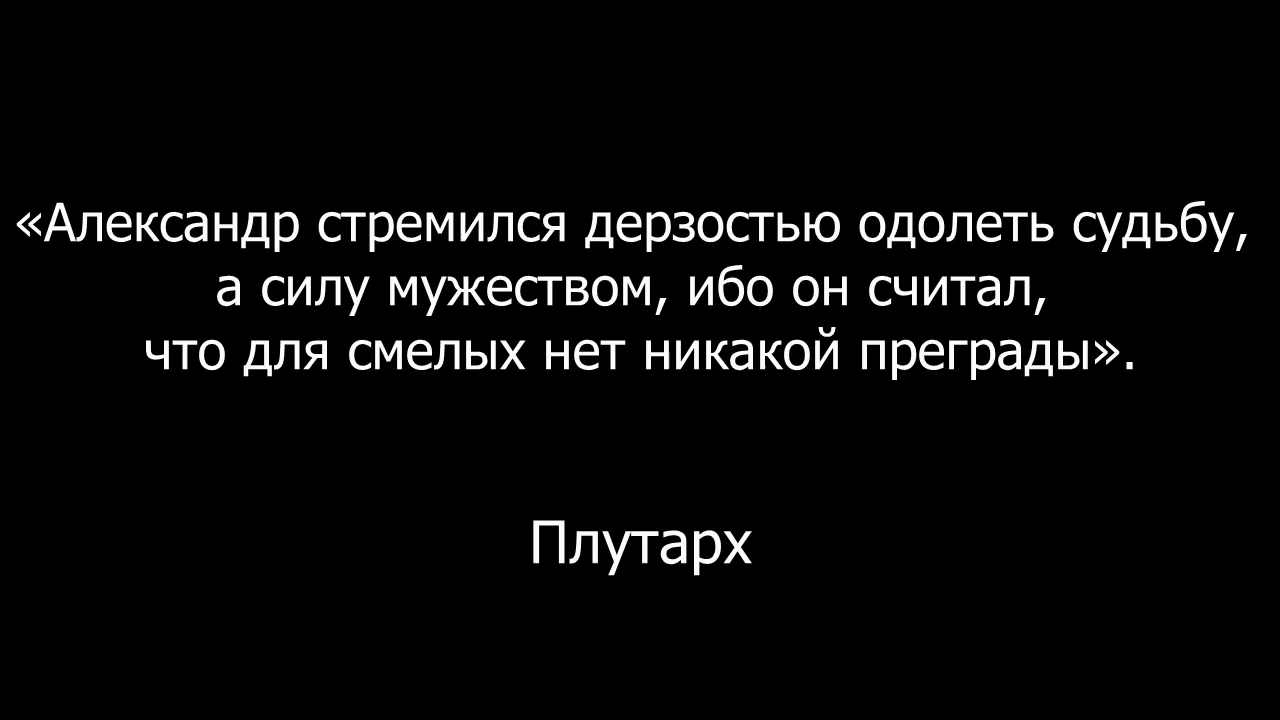 «Александр стремился дерзостью одолеть судьбу,
а силу мужеством, ибо он считал,
что для смелых нет никакой преграды».
Плутарх